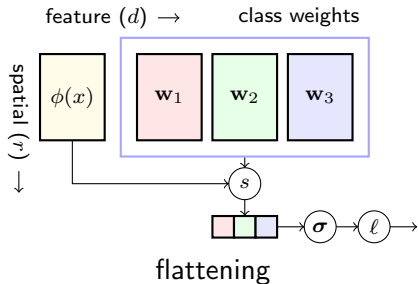 feature (d) → class weights
spatial (r) →
ϕ(x) w₁ w₂ w₃
s
σ ℓ
flattening